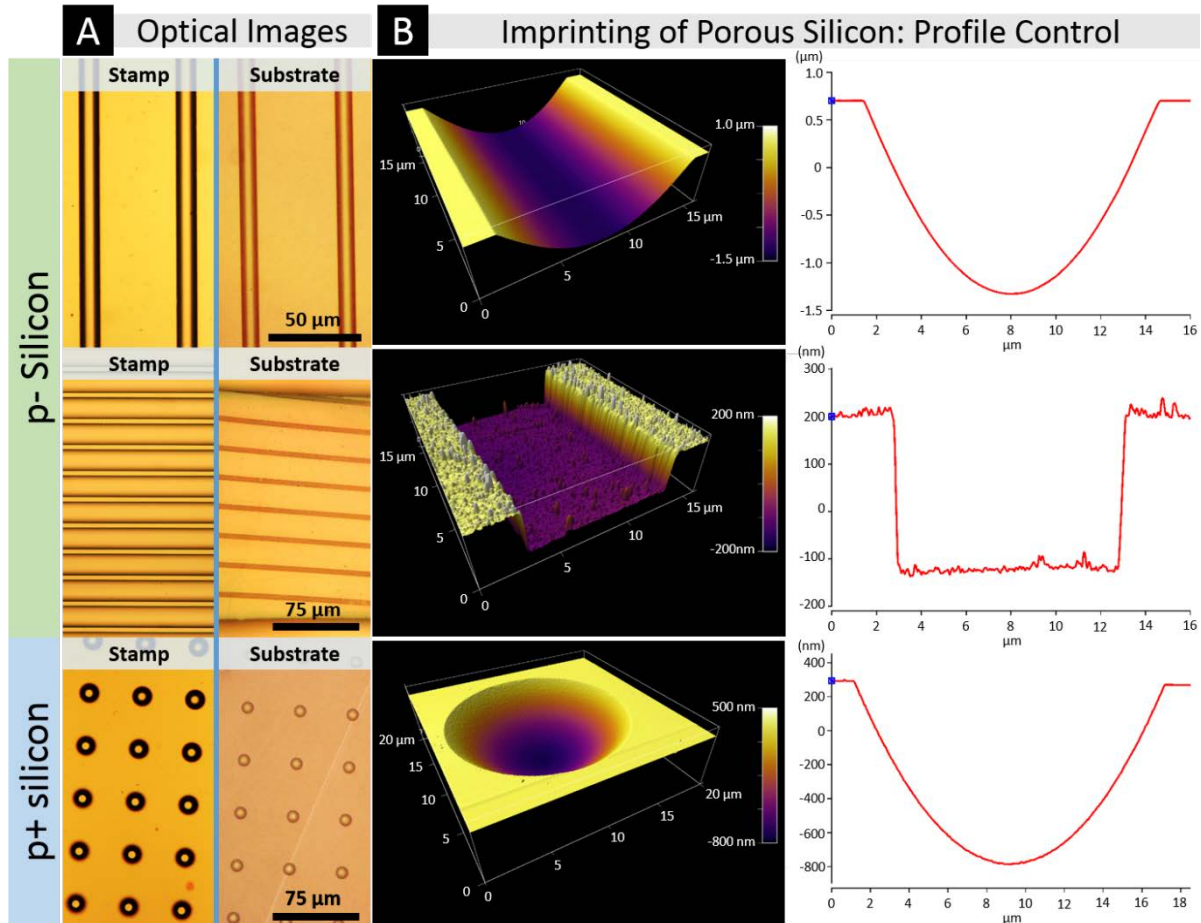 A
Optical Images
B
Imprinting of Porous Silicon: Profile Control
p- Silicon
Stamp
Substrate
50 µm
15 µm
10
5
0
0
5
10
15 µm
1.0 µm
-1.5 µm
(µm)
1.0
0.5
0
-0.5
-1.0
-1.5
0 2 4 6 8 10 12 14 16
µm
Stamp
Substrate
75 µm
15 µm
10
5
0
0
5
10
15 µm
200 nm
-200nm
(nm)
300
200
100
0
-100
-200
0 2 4 6 8 10 12 14 16
µm
p+ silicon
Stamp
Substrate
75 µm
20 µm
15
10
5
0
0
5
10
15
20 µm
500 nm
-800 nm
(nm)
400
200
0
-200
-400
-600
-800
0 2 4 6 8 10 12 14 16 18
µm